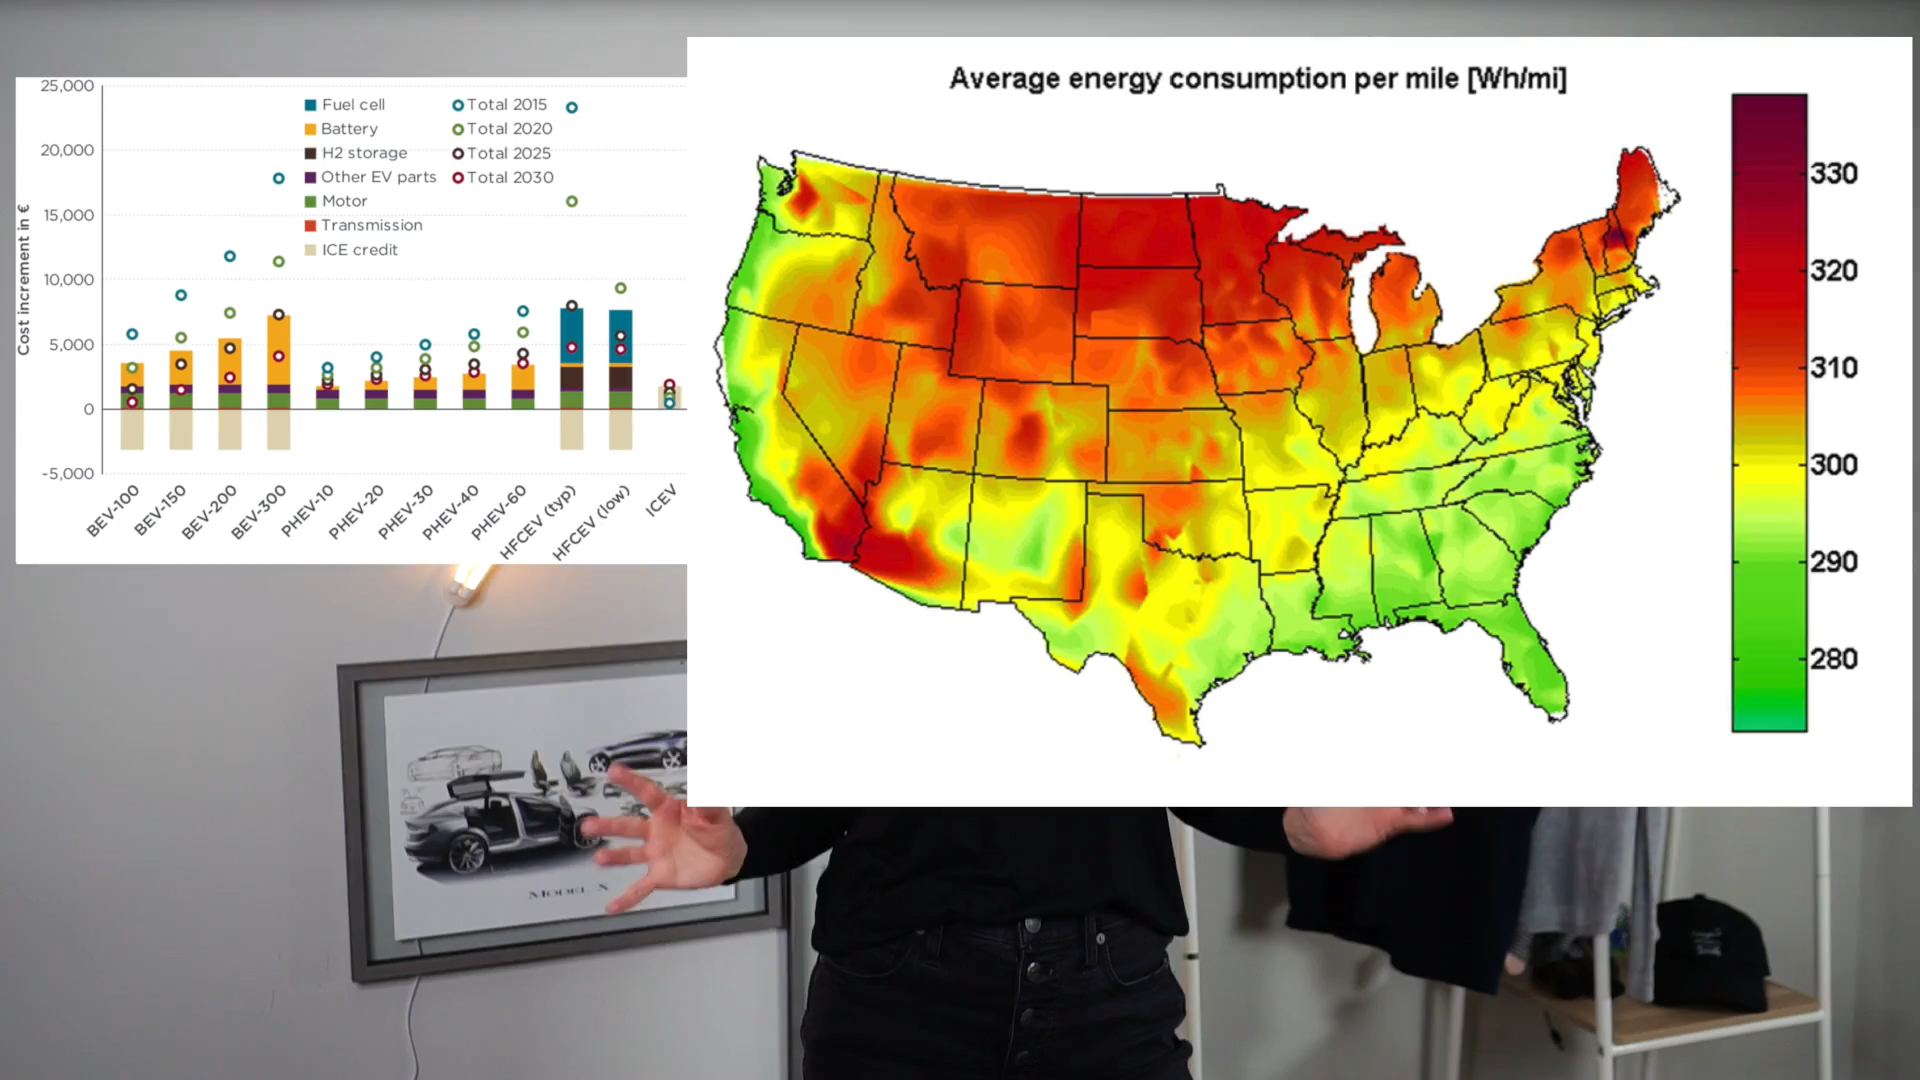 25,000
20,000
15,000
10,000
5,000
0
-5,000
Cost increment in €
Fuel cell
Battery
H2 storage
Other EV parts
Motor
Transmission
ICE credit
Total 2015
Total 2020
Total 2025
Total 2030
BEV-100
BEV-150
BEV-200
BEV-300
PHEV-10
PHEV-20
PHEV-30
PHEV-40
PHEV-60
HFCEV (typ)
HFCEV (low)
ICEV
Average energy consumption per mile [Wh/mi]
330
320
310
300
290
280
MODEL X